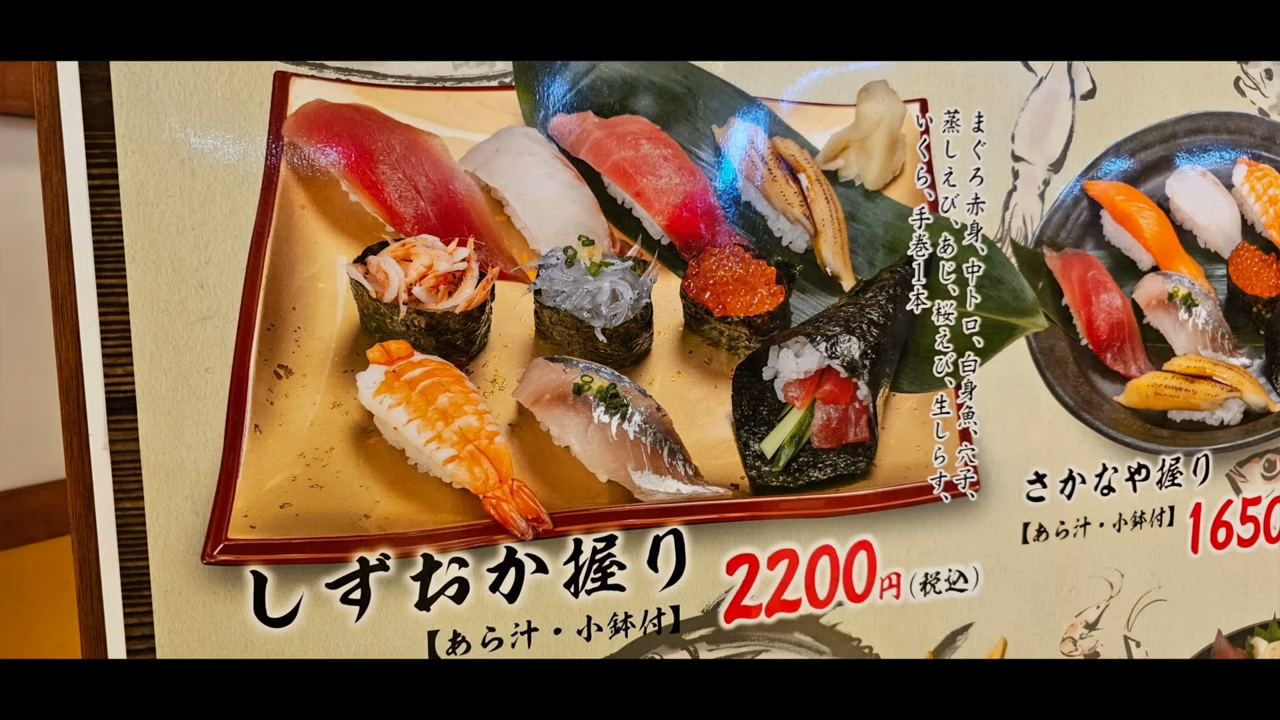 まぐろ赤身、中トロ、白身魚、穴子、
蒸しえび、あじ、桜えび、生しらす、
いくら、手巻1本
しずおか握り
【あら汁・小鉢付】
2200円(税込)
さかなや握り
【あら汁・小鉢付】
1650